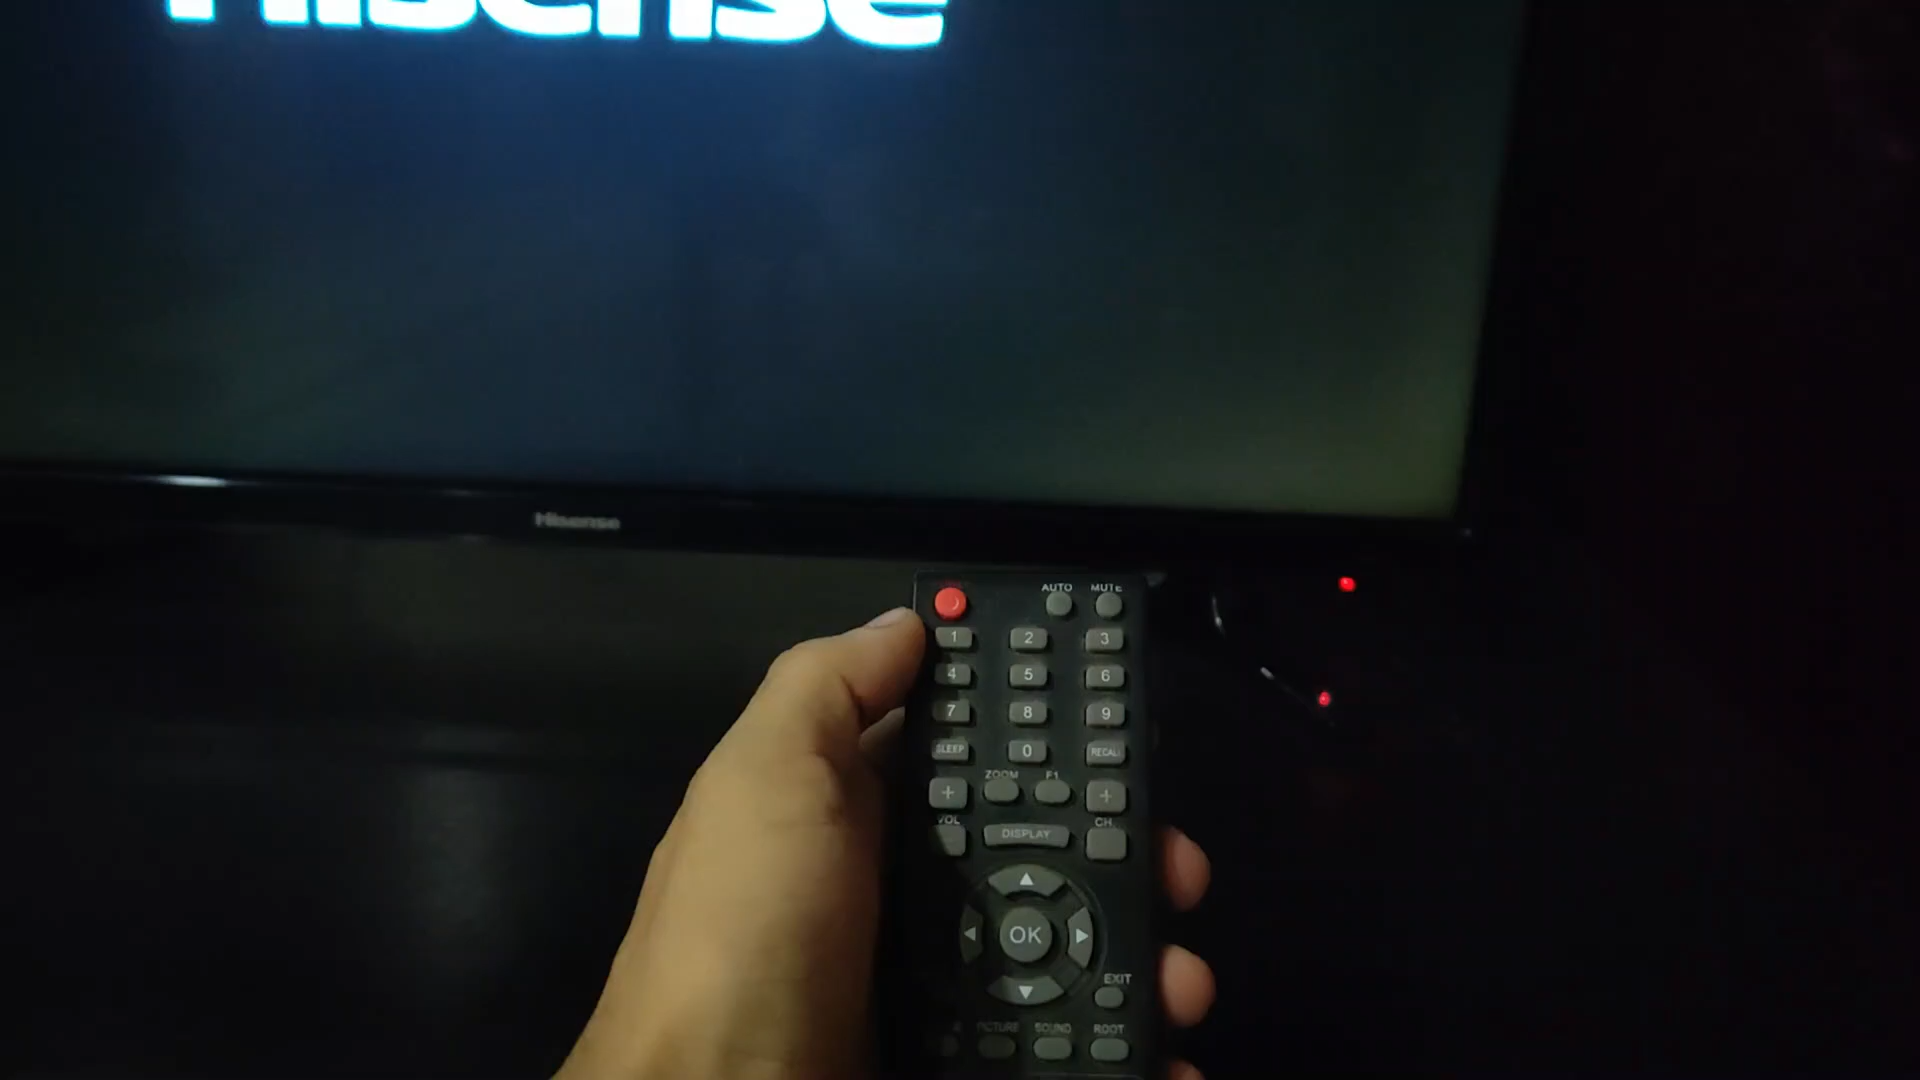 Hisense
Hisense
AUTO MUTE
1 2 3
4 5 6
7 8 9
SLEEP 0 RECALL
ZOOM F1
+ +
VOL CH
DISPLAY
OK
EXIT
PICTURE SOUND ROOT